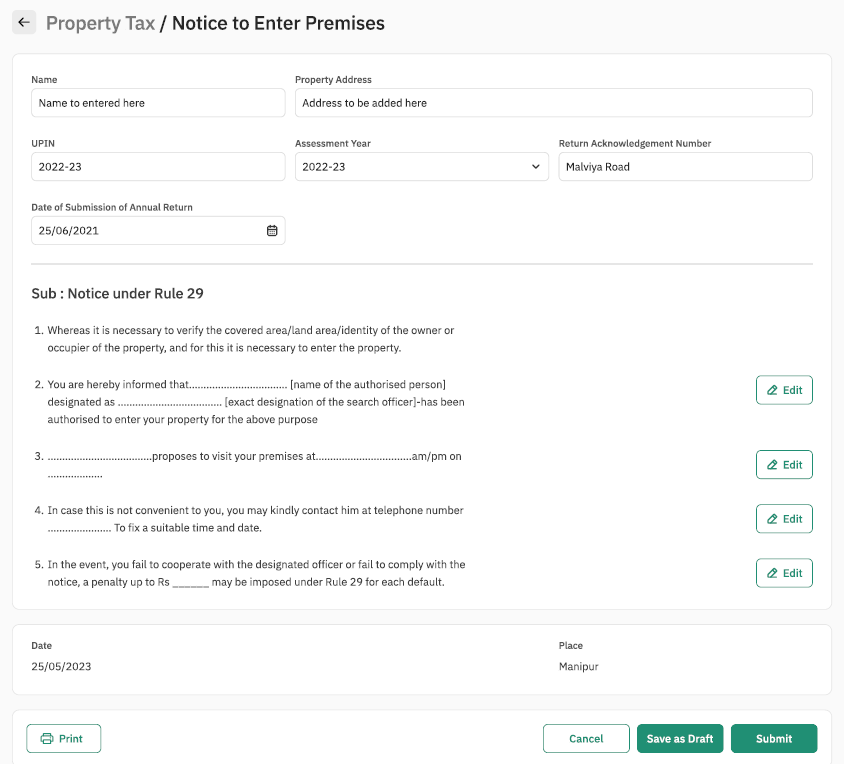 Property Tax / Notice to Enter Premises
Name
Property Address
Name to entered here
Address to be added here
UPIN
Assessment Year
Return Acknowledgement Number
2022-23
2022-23
Malviya Road
Date of Submission of Annual Return
25/06/2021
Sub : Notice under Rule 29
1. Whereas it is necessary to verify the covered area/land area/identity of the owner or
occupier of the property, and for this it is necessary to enter the property.
2. You are hereby informed that.................................. [name of the authorised person]
designated as .................................... [exact designation of the search officer]-has been
authorised to enter your property for the above purpose
Edit
3. ....................................proposes to visit your premises at.................................am/pm on
...................
Edit
4. In case this is not convenient to you, you may kindly contact him at telephone number
...................... To fix a suitable time and date.
Edit
5. In the event, you fail to cooperate with the designated officer or fail to comply with the
notice, a penalty up to Rs ______ may be imposed under Rule 29 for each default.
Edit
Date
Place
25/05/2023
Manipur
Print
Cancel
Save as Draft
Submit